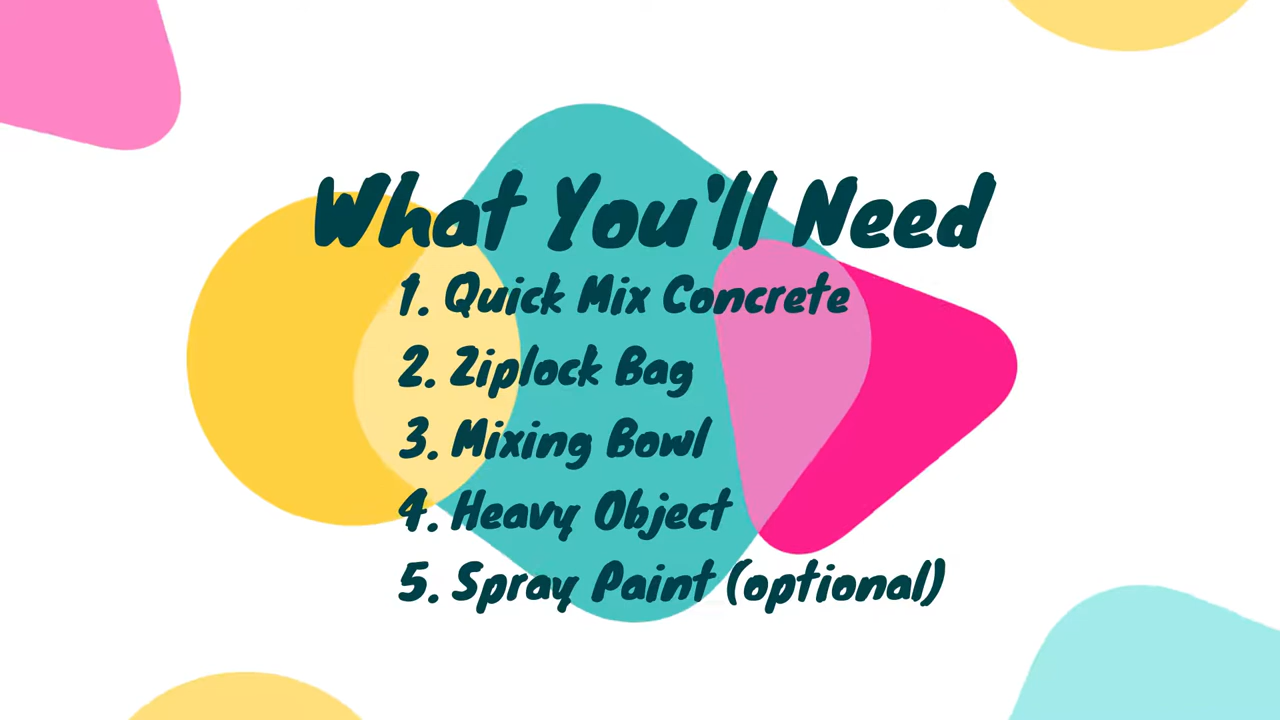 What You'll Need
1. Quick Mix Concrete
2. Ziplock Bag
3. Mixing Bowl
4. Heavy Object
5. Spray Paint (optional)